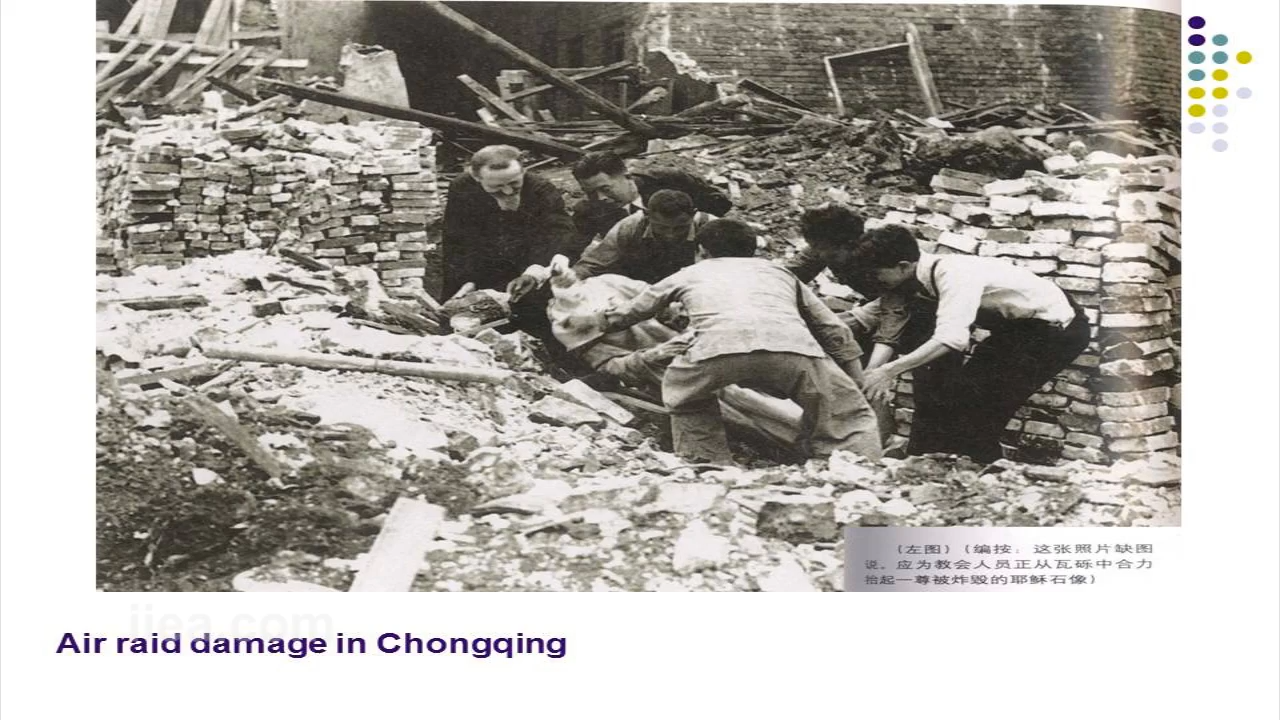 (左图) (编按：这张照片缺图
说。应为教会人员正从瓦砾中合力
抬起一尊被炸毁的耶稣石像)
iiea.com
Air raid damage in Chongqing